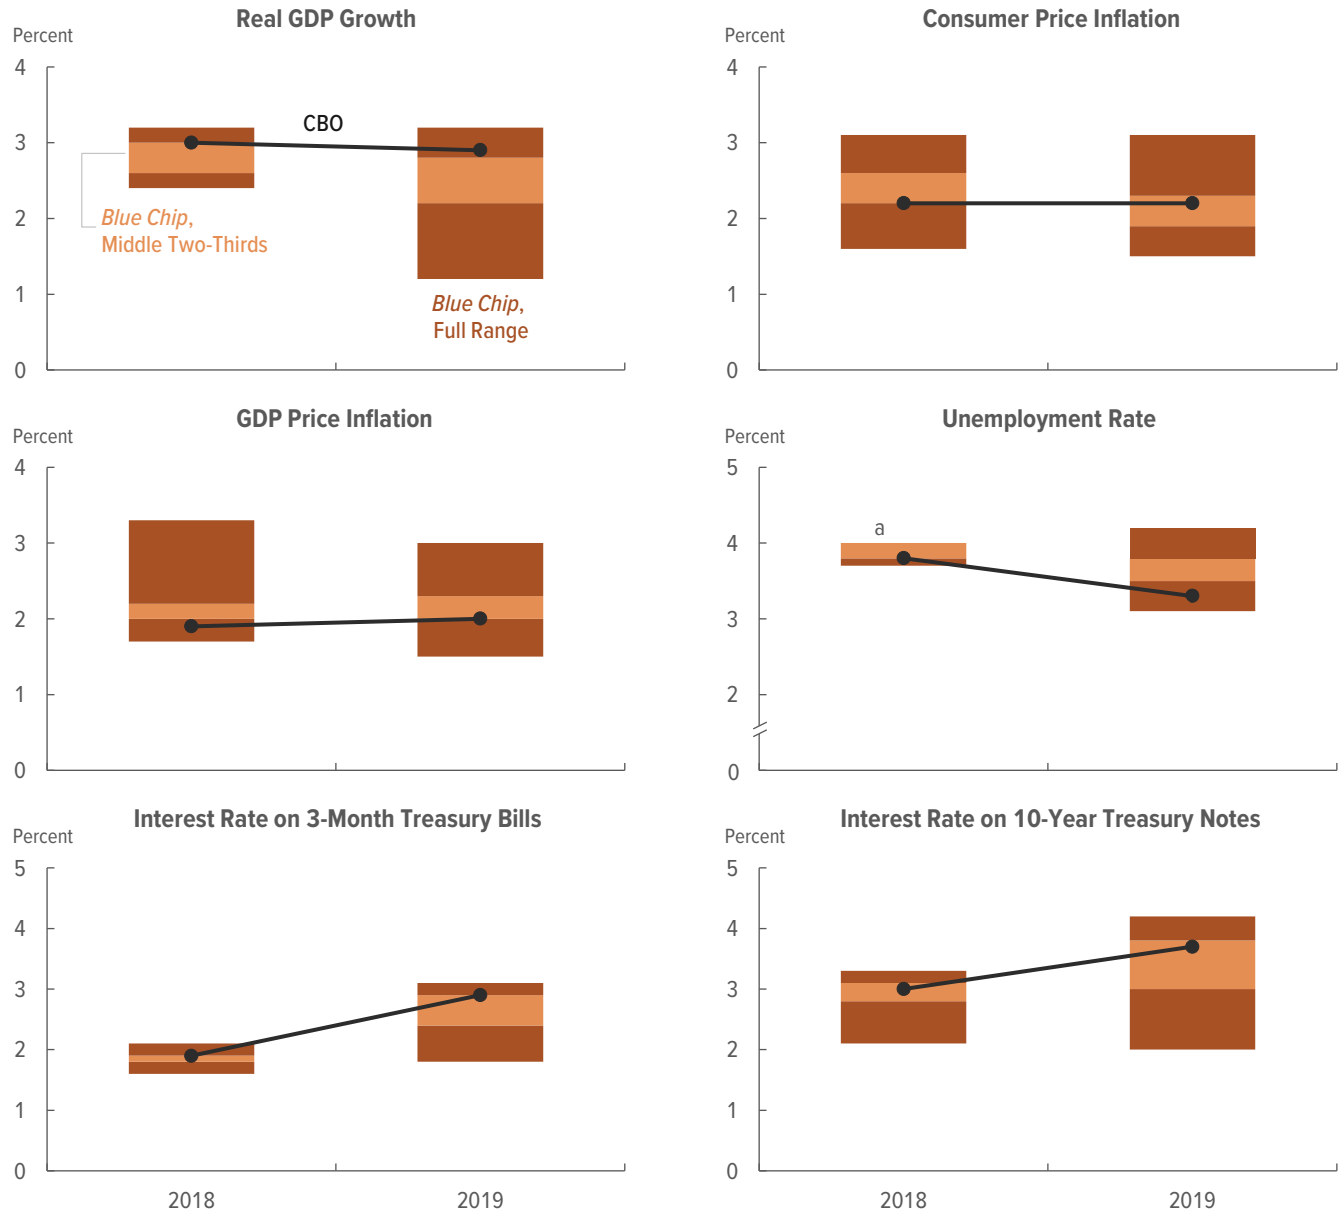 Real GDP Growth
Percent
4
3
2
1
0
CBO
Blue Chip,
Middle Two-Thirds
Blue Chip,
Full Range
Consumer Price Inflation
Percent
4
3
2
1
0
GDP Price Inflation
Percent
4
3
2
1
0
Unemployment Rate
Percent
5
4
3
2
0
a
Interest Rate on 3-Month Treasury Bills
Percent
5
4
3
2
1
0
2018
2019
Interest Rate on 10-Year Treasury Notes
Percent
5
4
3
2
1
0
2018
2019